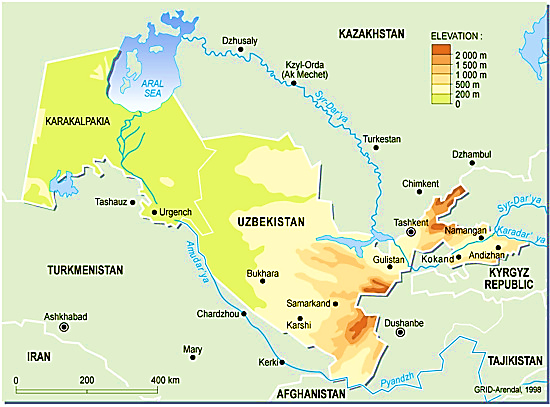 KAZAKHSTAN
ELEVATION :
2 000 m
1 500 m
1 000 m
500 m
200 m
0
Dzhusaly
Kzyl-Orda
(Ak Mechet)
ARAL
SEA
Syr-Dar'ya
KARAKALPAKIA
Turkestan
Dzhambul
Chimkent
Tashauz
Urgench
UZBEKISTAN
Tashkent
Syr-Dar'ya
Namangan
(Karadar'ya
Gulistan
Kokand
Andizhan
TURKMENISTAN
Amudar'ya
Bukhara
KYRGYZ
REPUBLIC
Chardzhou
Samarkand
Karshi
Ashkhabad
Dushanbe
IRAN
Mary
Kerki
Pyandzh
TAJIKISTAN
0 200 400 km
AFGHANISTAN
GRID-Arendal, 1998